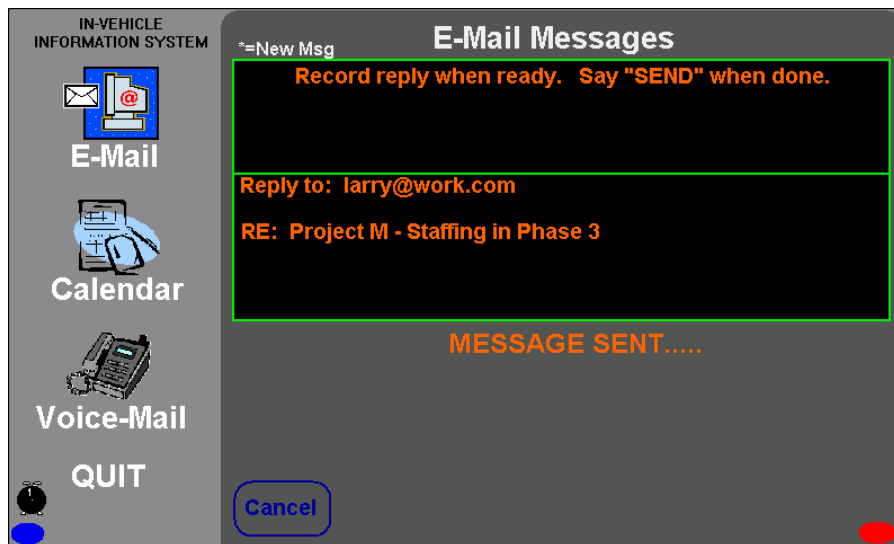 IN-VEHICLE
INFORMATION SYSTEM
E-Mail
Calendar
Voice-Mail
QUIT
*=New Msg
E-Mail Messages
Record reply when ready. Say "SEND" when done.
Reply to: larry@work.com
RE: Project M - Staffing in Phase 3
MESSAGE SENT.....
Cancel